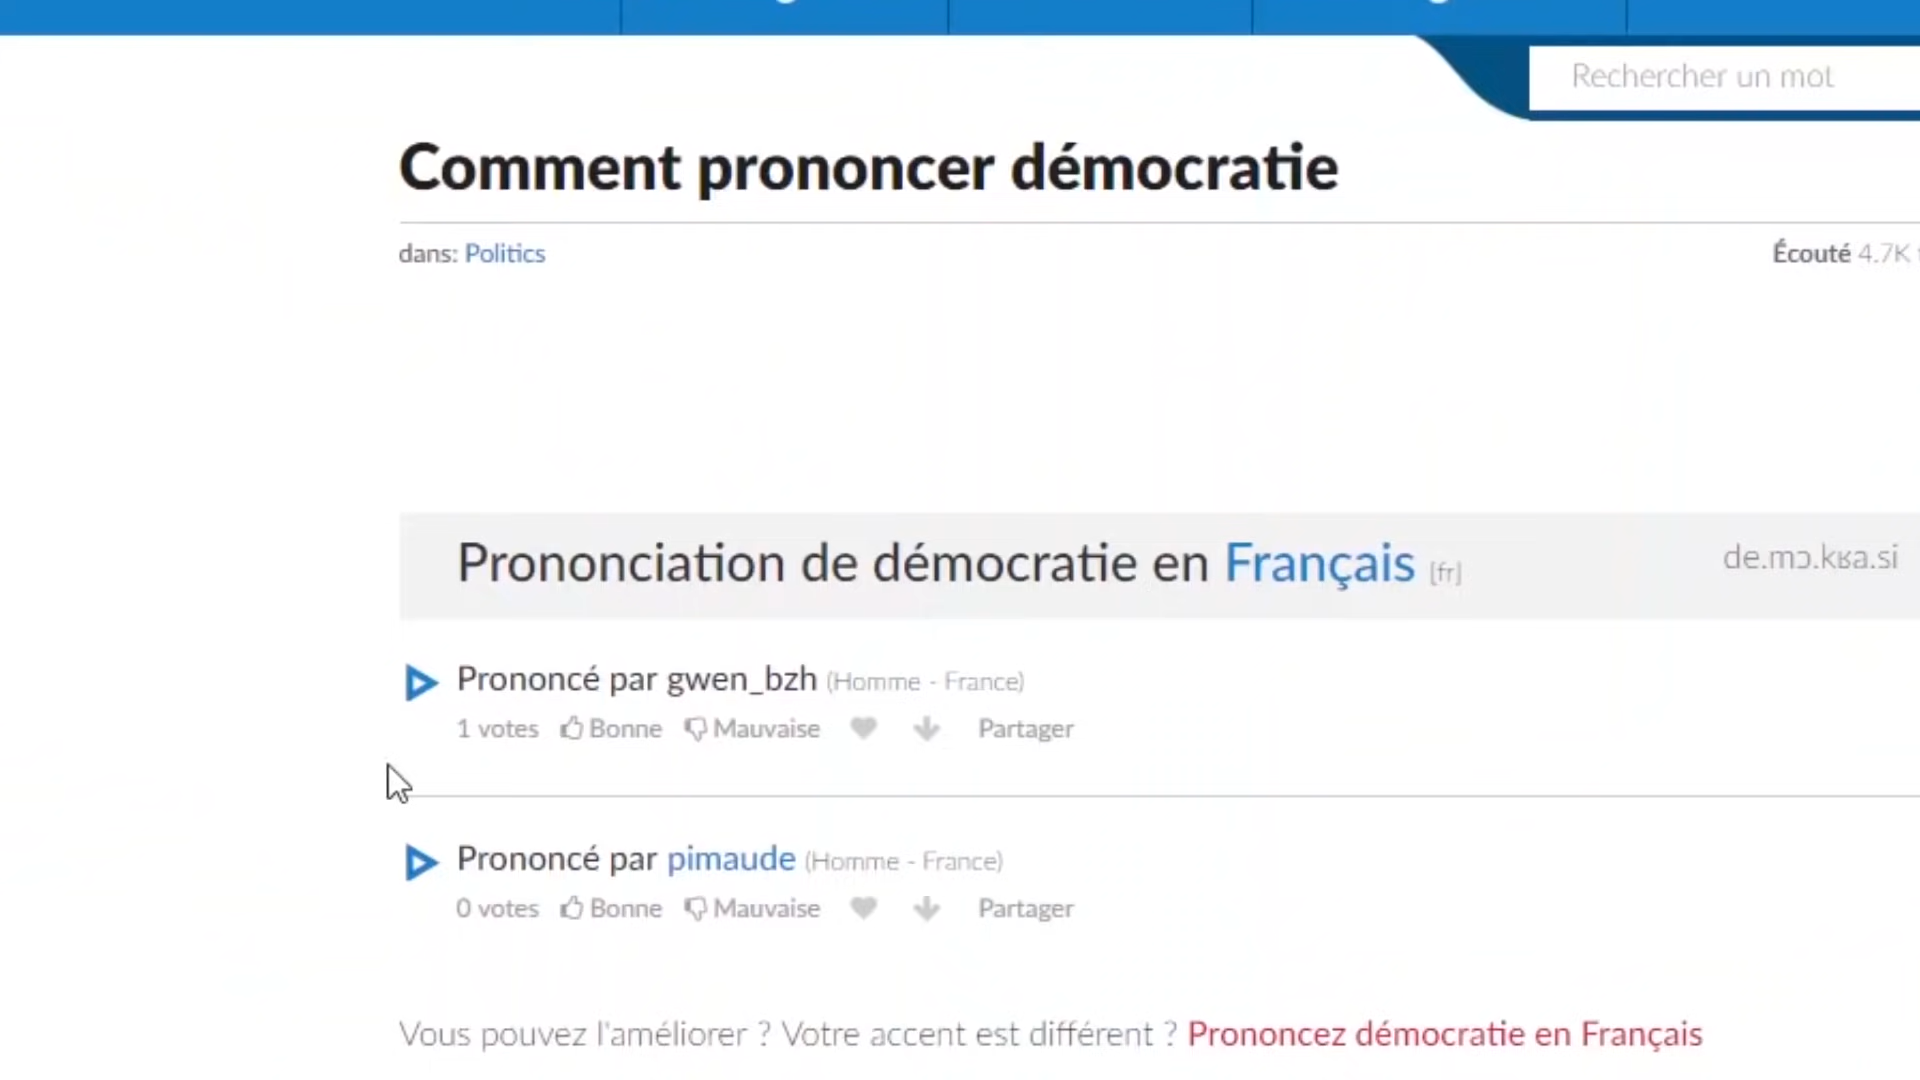 Rechercher un mot
Comment prononcer démocratie
dans: Politics
Écouté 4.7K
Prononciation de démocratie en Français [fr]
de.mɔ.kʁa.si
Prononcé par gwen_bzh (Homme - France)
1 votes Bonne Mauvaise Partager
Prononcé par pimaude (Homme - France)
0 votes Bonne Mauvaise Partager
Vous pouvez l'améliorer ? Votre accent est différent ? Prononcez démocratie en Français